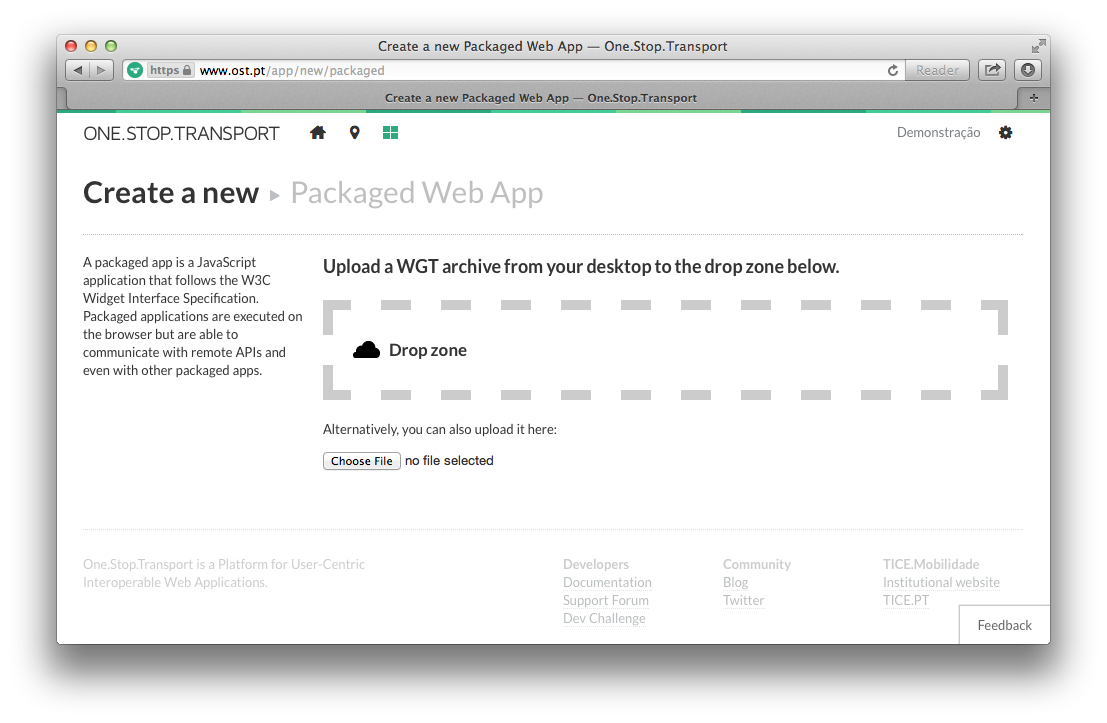 Create a new Packaged Web App — One.Stop.Transport
https www.ost.pt/app/new/packaged Reader
Create a new Packaged Web App — One.Stop.Transport
ONE.STOP.TRANSPORT Demonstração
Create a new ▸ Packaged Web App
A packaged app is a JavaScript
application that follows the W3C
Widget Interface Specification.
Packaged applications are executed on
the browser but are able to
communicate with remote APIs and
even with other packaged apps.
Upload a WGT archive from your desktop to the drop zone below.
Drop zone
Alternatively, you can also upload it here:
Choose File no file selected
One.Stop.Transport is a Platform for User-Centric
Interoperable Web Applications.
Developers
Documentation
Support Forum
Dev Challenge
Community
Blog
Twitter
TICE.Mobilidade
Institutional website
TICE.PT
Feedback